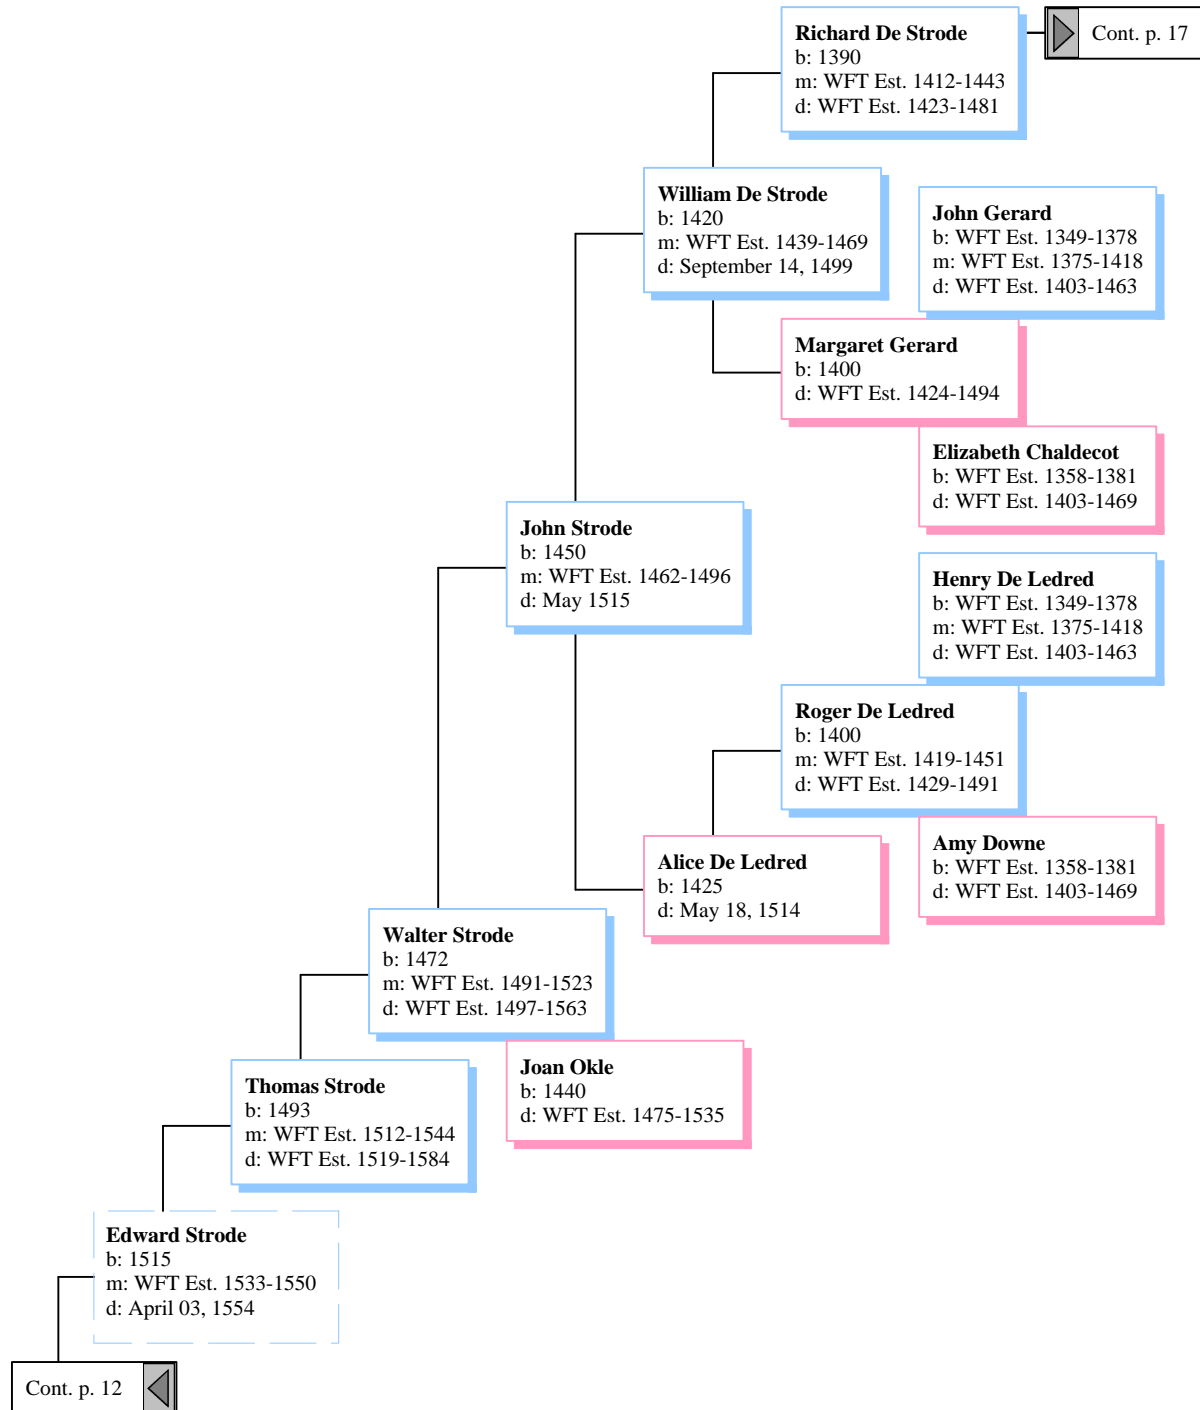 Richard De Strode
b: 1390
m: WFT Est. 1412-1443
d: WFT Est. 1423-1481
Cont. p. 17
William De Strode
b: 1420
m: WFT Est. 1439-1469
d: September 14, 1499
John Gerard
b: WFT Est. 1349-1378
m: WFT Est. 1375-1418
d: WFT Est. 1403-1463
Margaret Gerard
b: 1400
d: WFT Est. 1424-1494
Elizabeth Chaldecot
b: WFT Est. 1358-1381
d: WFT Est. 1403-1469
John Strode
b: 1450
m: WFT Est. 1462-1496
d: May 1515
Henry De Ledred
b: WFT Est. 1349-1378
m: WFT Est. 1375-1418
d: WFT Est. 1403-1463
Roger De Ledred
b: 1400
m: WFT Est. 1419-1451
d: WFT Est. 1429-1491
Alice De Ledred
b: 1425
d: May 18, 1514
Amy Downe
b: WFT Est. 1358-1381
d: WFT Est. 1403-1469
Walter Strode
b: 1472
m: WFT Est. 1491-1523
d: WFT Est. 1497-1563
Joan Okle
b: 1440
d: WFT Est. 1475-1535
Thomas Strode
b: 1493
m: WFT Est. 1512-1544
d: WFT Est. 1519-1584
Edward Strode
b: 1515
m: WFT Est. 1533-1550
d: April 03, 1554
Cont. p. 12